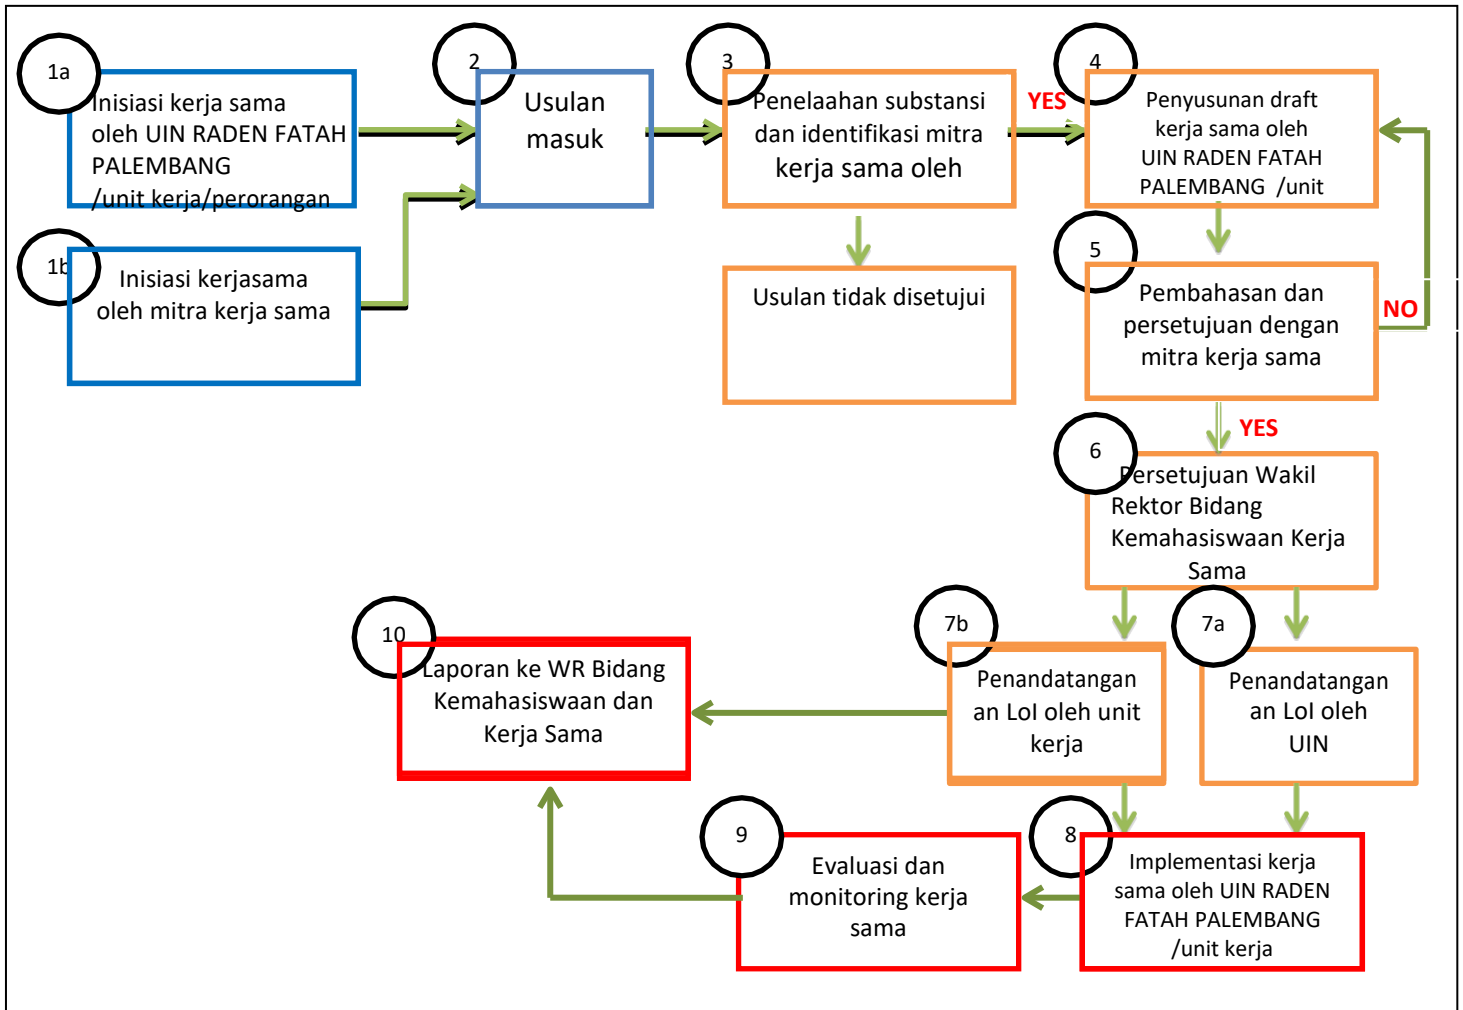 1a
Inisiasi kerja sama
oleh UIN RADEN FATAH
PALEMBANG
/unit kerja/perorangan
1b
Inisiasi kerjasama
oleh mitra kerja sama
2
Usulan
masuk
3
Penelaahan substansi
dan identifikasi mitra
kerja sama oleh
YES
Usulan tidak disetujui
4
Penyusunan draft
kerja sama oleh
UIN RADEN FATAH
PALEMBANG /unit
5
Pembahasan dan
persetujuan dengan
mitra kerja sama
NO
YES
6
Persetujuan Wakil
Rektor Bidang
Kemahasiswaan Kerja
Sama
7a
Penandatangan
an LoI oleh
UIN
7b
Penandatangan
an LoI oleh unit
kerja
8
Implementasi kerja
sama oleh UIN RADEN
FATAH PALEMBANG
/unit kerja
9
Evaluasi dan
monitoring kerja
sama
10
Laporan ke WR Bidang
Kemahasiswaan dan
Kerja Sama